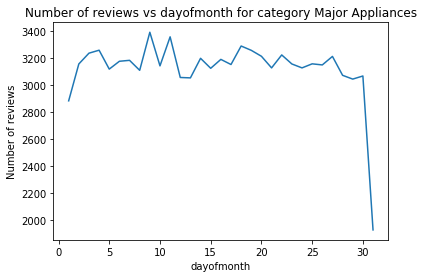 Number of reviews vs dayofmonth for category Major Appliances
3400
3200
3000
2800
2600
2400
2200
2000
Number of reviews
0 5 10 15 20 25 30
dayofmonth